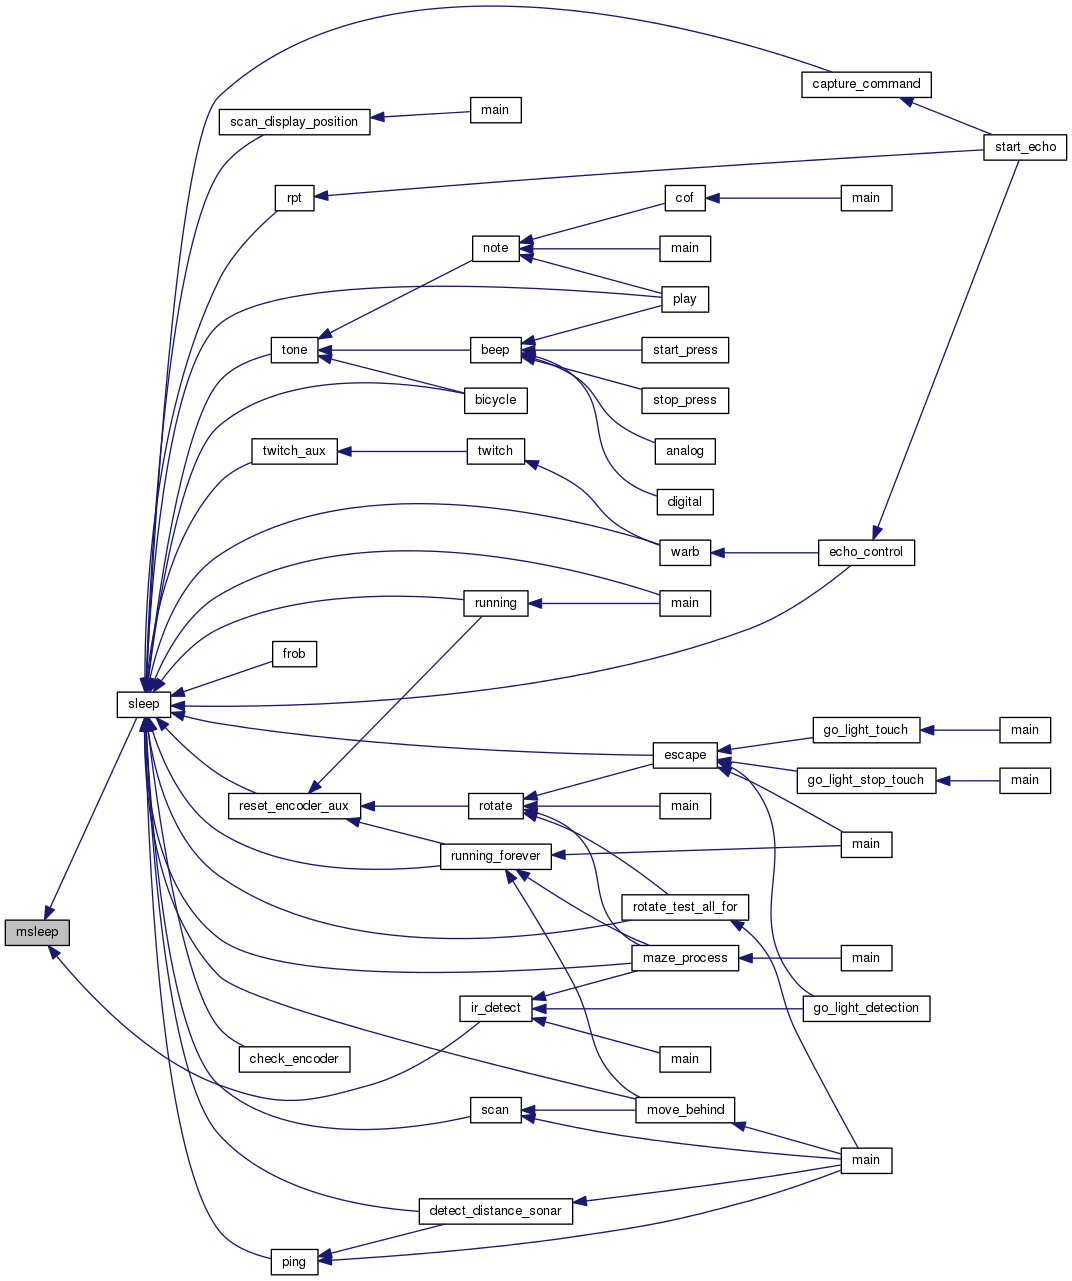 capture_command
main
scan_display_position
start_echo
rpt
cof
main
note
main
play
tone
beep
start_press
bicycle
stop_press
twitch_aux
twitch
analog
digital
warb
echo_control
running
main
frob
sleep
go_light_touch
main
escape
go_light_stop_touch
main
reset_encoder_aux
rotate
main
running_forever
main
rotate_test_all_for
msleep
maze_process
main
ir_detect
go_light_detection
check_encoder
main
scan
move_behind
main
detect_distance_sonar
ping